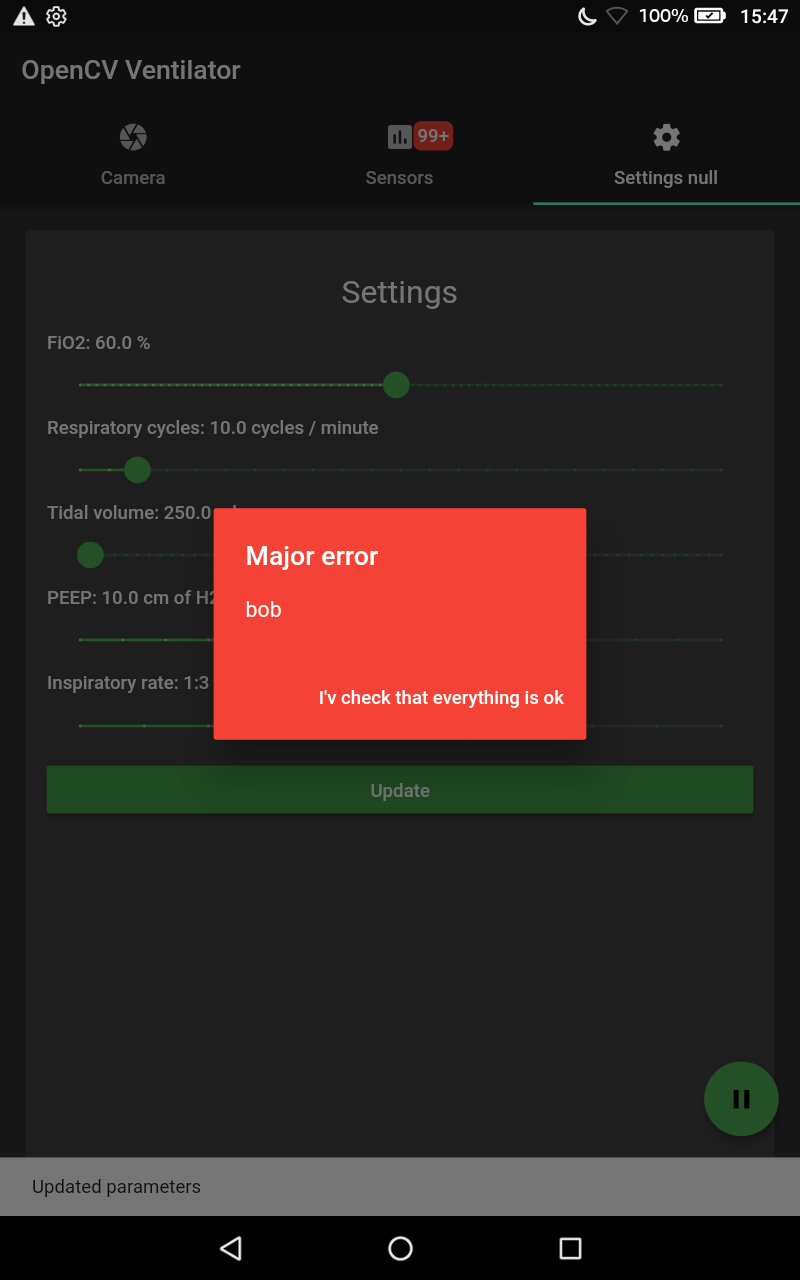 100% 15:47
OpenCV Ventilator
99+
Camera Sensors Settings null
Settings
FiO2: 60.0 %
Respiratory cycles: 10.0 cycles / minute
Tidal volume: 250.0
PEEP: 10.0 cm of H2
Inspiratory rate: 1:3
Major error
bob
I'v check that everything is ok
Update
Updated parameters